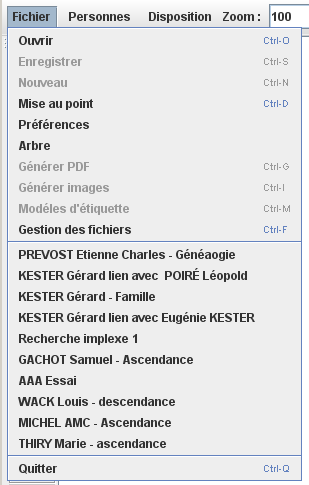 Fichier Personnes Disposition Zoom : 100
Ouvrir Ctrl-O
Enregistrer Ctrl-S
Nouveau Ctrl-N
Mise au point Ctrl-D
Préférences
Arbre
Générer PDF Ctrl-G
Générer images Ctrl-I
Modéles d'étiquette Ctrl-M
Gestion des fichiers Ctrl-F
PREVOST Etienne Charles - Généaogie
KESTER Gérard lien avec POIRÉ Léopold
KESTER Gérard - Famille
KESTER Gérard lien avec Eugénie KESTER
Recherche implexe 1
GACHOT Samuel - Ascendance
AAA Essai
WACK Louis - descendance
MICHEL AMC - Ascendance
THIRY Marie - ascendance
Quitter Ctrl-Q